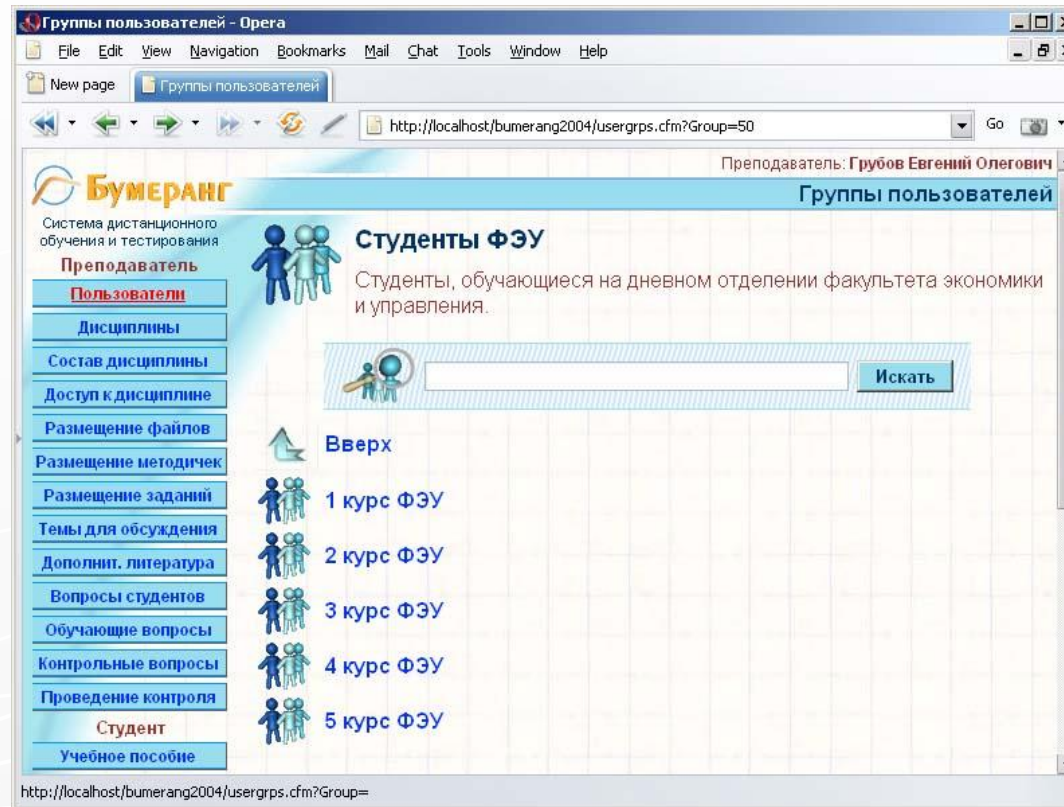 Группы пользователей - Opera
File Edit View Navigation Bookmarks Mail Chat Tools Window Help
New page Группы пользователей
http://localhost/bumerang2004/usergrps.cfm?Group=50 Go
Преподаватель: Грубов Евгений Олегович
Бумеранг
Группы пользователей
Система дистанционного
обучения и тестирования
Преподаватель
Пользователи
Дисциплины
Состав дисциплины
Доступ к дисциплине
Размещение файлов
Размещение методичек
Размещение заданий
Темы для обсуждения
Дополнит. литература
Вопросы студентов
Обучающие вопросы
Контрольные вопросы
Проведение контроля
Студент
Учебное пособие
Студенты ФЭУ
Студенты, обучающиеся на дневном отделении факультета экономики
и управления.
Искать
Вверх
1 курс ФЭУ
2 курс ФЭУ
3 курс ФЭУ
4 курс ФЭУ
5 курс ФЭУ
http://localhost/bumerang2004/usergrps.cfm?Group=